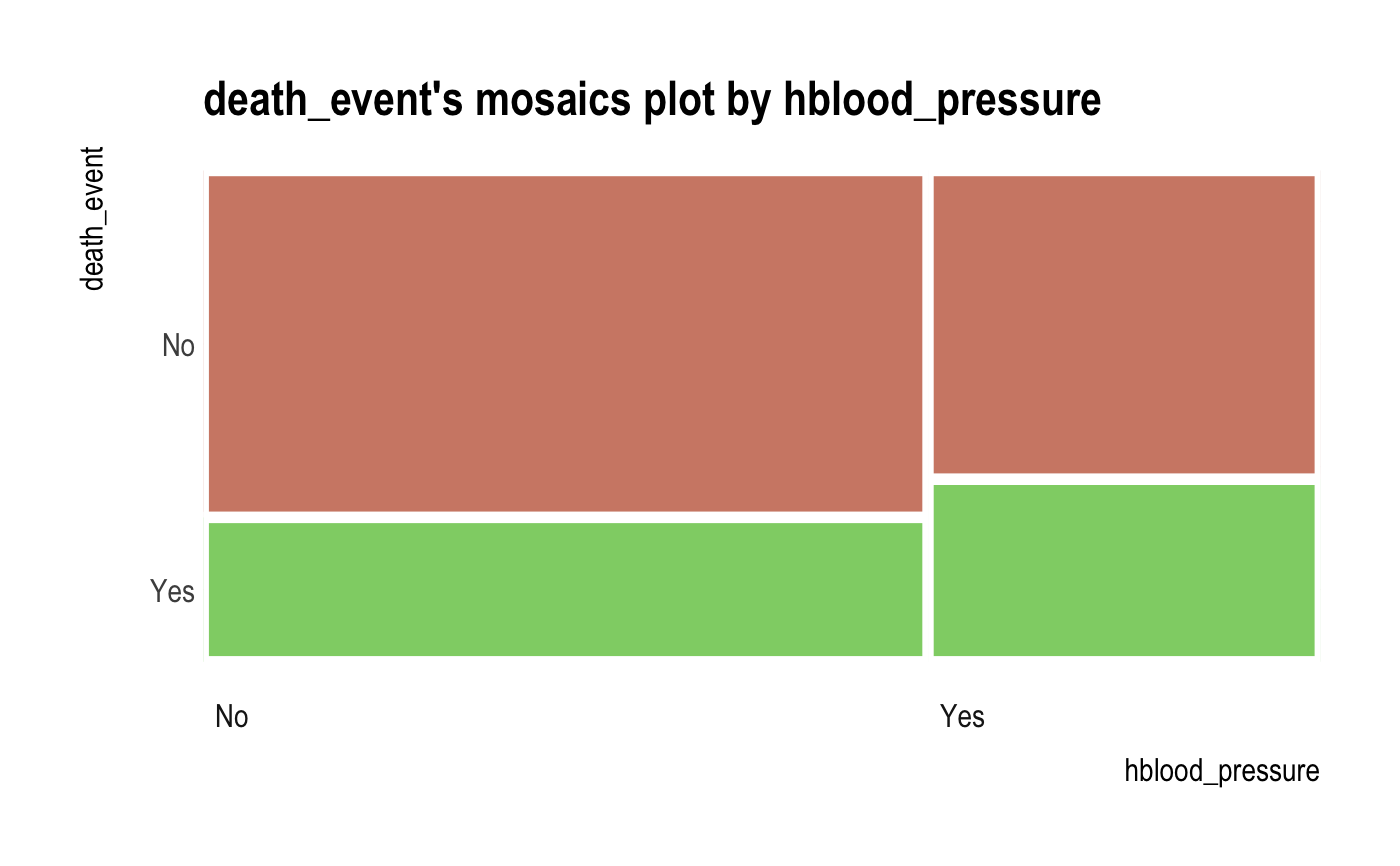 death_event's mosaics plot by hblood_pressure
death_event
No
Yes
No
Yes
hblood_pressure